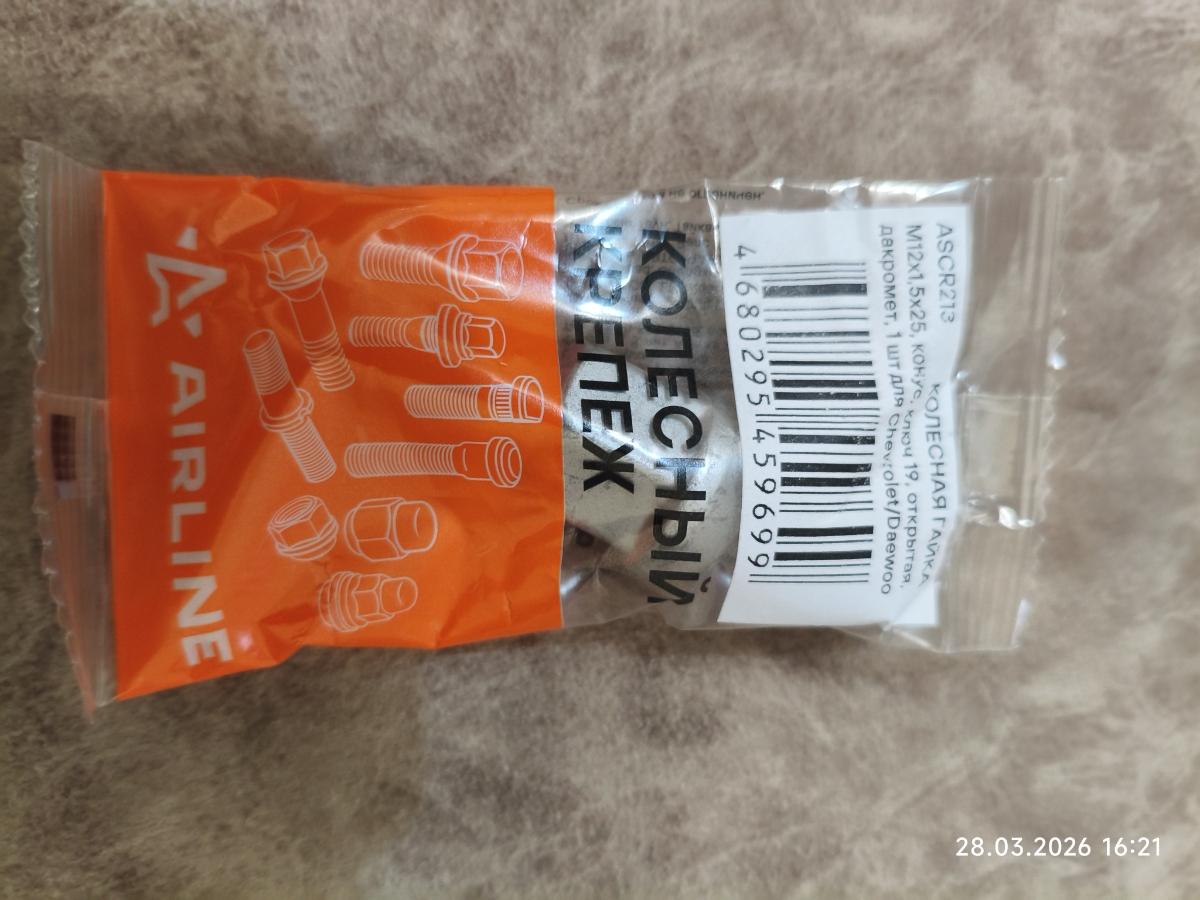 AIRLINE
КОЛЕСНЫЙ
КРЕПЕЖ
ASCR213 КОЛЕСНАЯ ГАЙКА
M12x1,5x25, конус, ключ 19, открытая,
дакромет, 1 шт для Chevrolet/Daewoo
4 680295 459699
28.03.2026 16:21